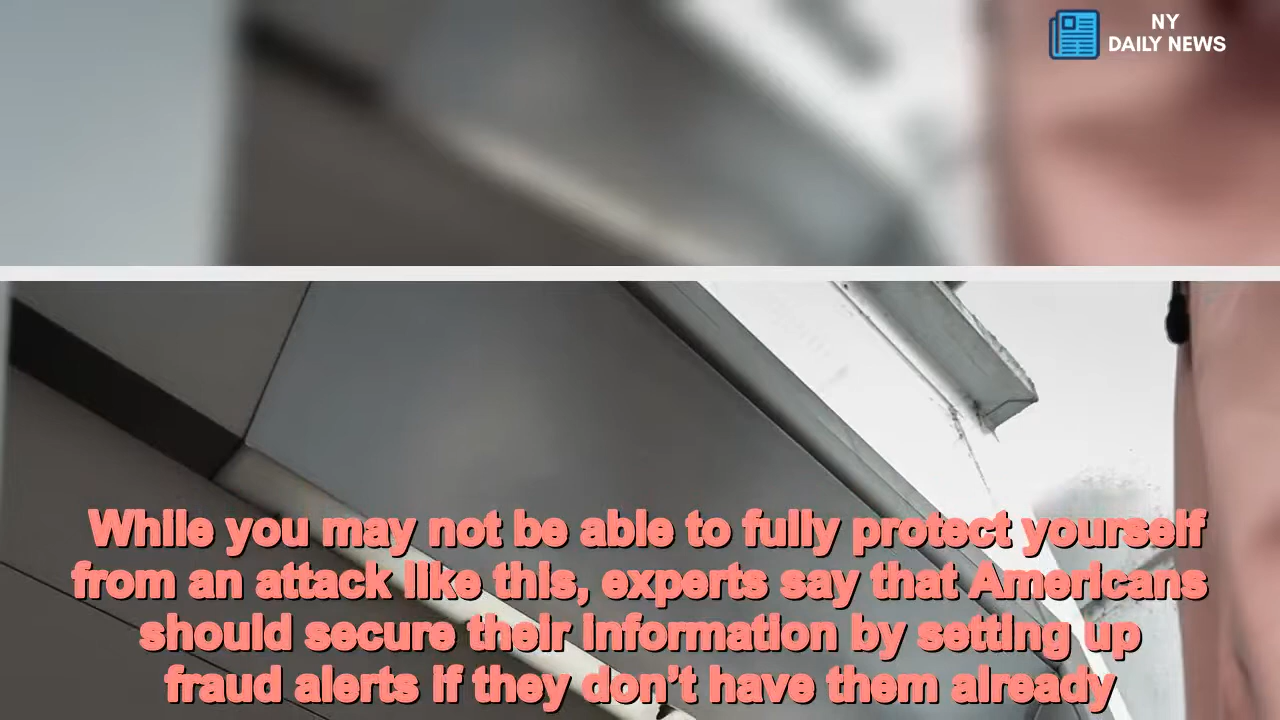 NY
DAILY NEWS
While you may not be able to fully protect yourself
from an attack like this, experts say that Americans
should secure their information by setting up
fraud alerts if they don’t have them already